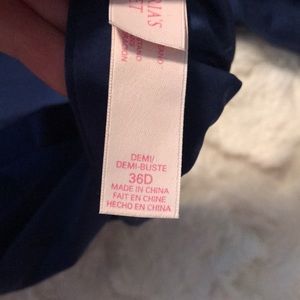 DEMI/
DEMI-BUSTE
36D
MADE IN CHINA
FAIT EN CHINE
HECHO EN CHINA